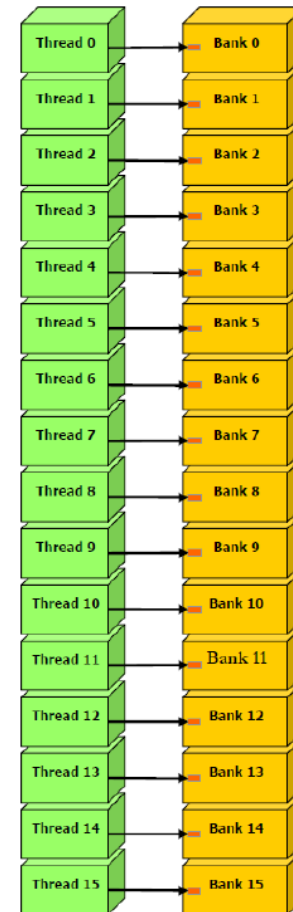 Thread 0 Bank 0
Thread 1 Bank 1
Thread 2 Bank 2
Thread 3 Bank 3
Thread 4 Bank 4
Thread 5 Bank 5
Thread 6 Bank 6
Thread 7 Bank 7
Thread 8 Bank 8
Thread 9 Bank 9
Thread 10 Bank 10
Thread 11 Bank 11
Thread 12 Bank 12
Thread 13 Bank 13
Thread 14 Bank 14
Thread 15 Bank 15